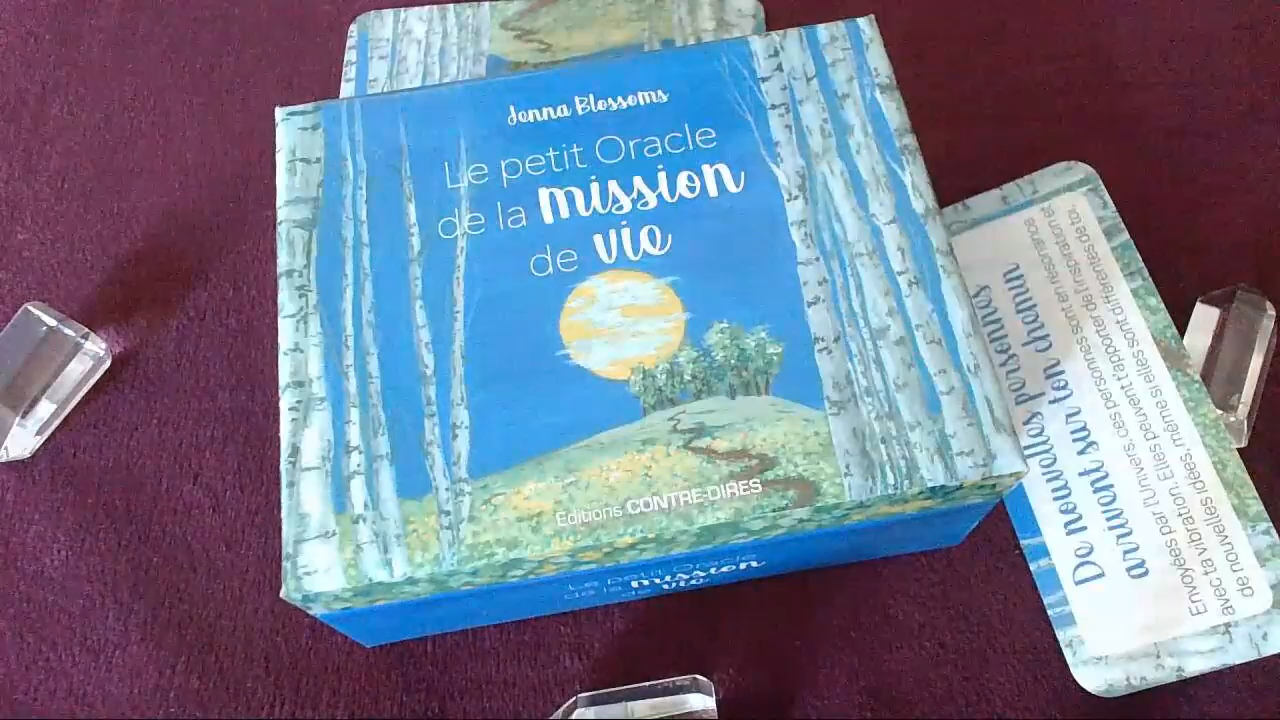 Jenna Blossoms
Le petit Oracle
de la mission
de vie
Editions CONTRE-DIRES
Le petit Oracle
de la mission
de vie
De nouvelles personnes
arrivent sur ton chemin
Envoyées par l'Univers, ces personnes sont en résonance
avec ta vibration. Elles peuvent t'apporter de l'inspiration et
de nouvelles idées, même si elles sont différentes de toi.